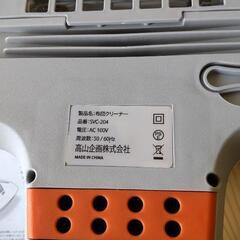 製品名：布団クリーナー
品番：SVC-204
電圧：AC 100V
周波数：50／60Hz
高山企画株式会社
MADE IN CHINA